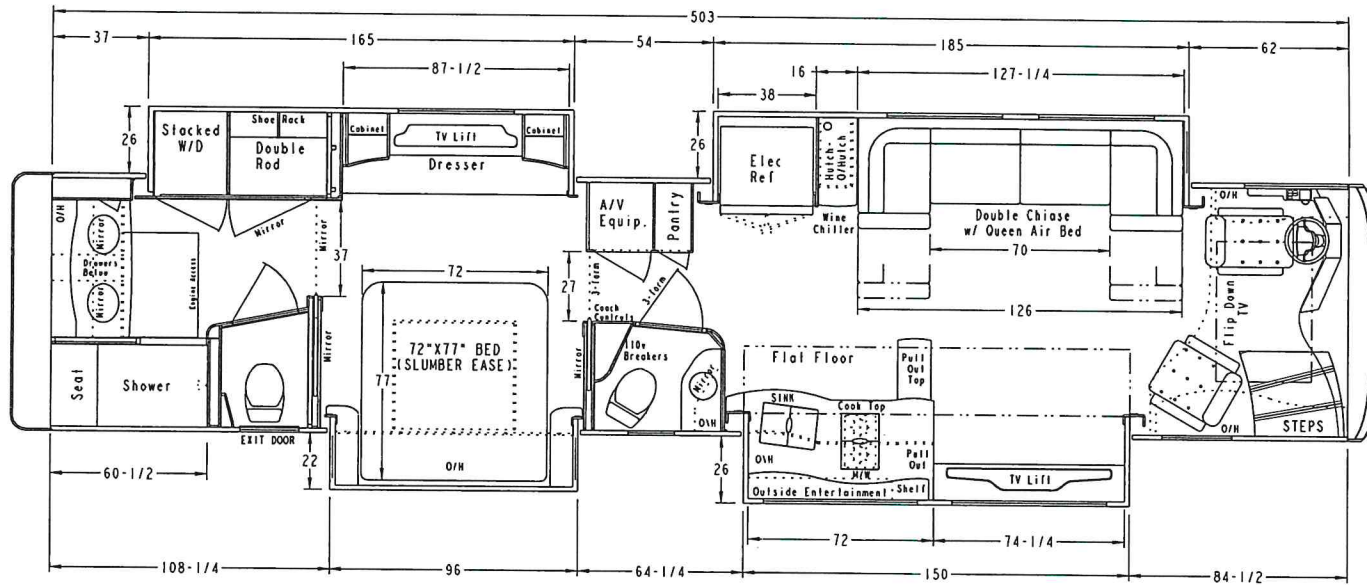 503
37
165
54
185
62
87-1/2
16
127-1/4
38
26
Stacked
W/D
Shoe Rack
Double
Rod
Cabinet
TV Lift
Cabinet
Dresser
26
Elec
Ref
Hutch-
O/Hutch
Wine
Chiller
Double Chiase
w/ Queen Air Bed
70
126
O/H
Mirror
Drawers
Below
Mirror
Engine Access
Mirror
Mirror
37
A/V
Equip.
Pantry
27
3-form
3-form
Coach
Controls
72
77
72"X77" BED
(SLUMBER EASE)
O/H
Mirror
Mirror
110v
Breakers
Mirror
O\H
O/H
Flip Down
TV
STEPS
O/H
Flat Floor
Pull
Out
Top
SINK
Cook Top
O\H
M/W
Pull
Out
Outside Entertainment
Shelf
TV Lift
Seat
Shower
EXIT DOOR
60-1/2
22
26
72
74-1/4
108-1/4
96
64-1/4
150
84-1/2